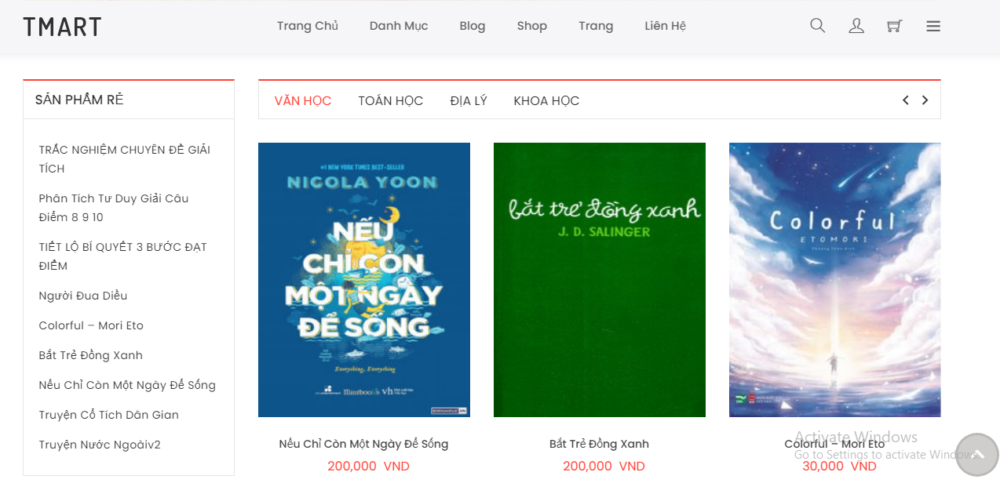 TMART
Trang Chủ
Danh Mục
Blog
Shop
Trang
Liên Hệ
SẢN PHẨM RẺ
TRẮC NGHIỆM CHUYÊN ĐỀ GIẢI
TÍCH
Phân Tích Tư Duy Giải Câu
Điểm 8 9 10
TIẾT LỘ BÍ QUYẾT 3 BƯỚC ĐẠT
ĐIỂM
Người Đua Diều
Colorful – Mori Eto
Bắt Trẻ Đồng Xanh
Nếu Chỉ Còn Một Ngày Để Sống
Truyện Cổ Tích Dân Gian
Truyện Nước Ngoàiv2
VĂN HỌC
TOÁN HỌC
ĐỊA LÝ
KHOA HỌC
#1 NEW YORK TIMES BEST-SELLER
NICOLA YOON
NẾU
CHỈ CÒN
MỘT NGÀY
ĐỂ SỐNG
Everything, Everything
Nếu Chỉ Còn Một Ngày Để Sống
200,000 VND
bắt trẻ đồng xanh
J. D. SALINGER
Bắt Trẻ Đồng Xanh
200,000 VND
Colorful
ETO MORI
Colorful – Mori Eto
30,000 VND
Activate Windows
Go to Settings to activate Windows.